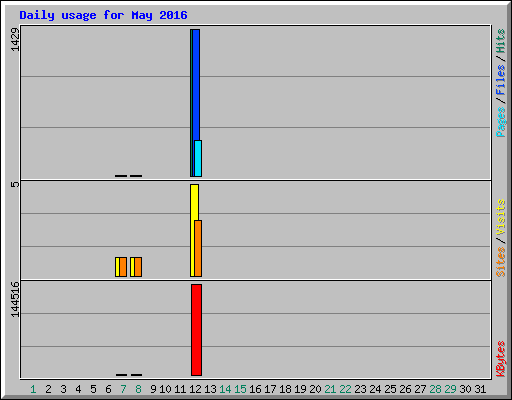 Daily usage for May 2016
1429
Pages / Files / Hits
5
Sites / Visits
144516
KBytes
1 2 3 4 5 6 7 8 9 10 11 12 13 14 15 16 17 18 19 20 21 22 23 24 25 26 27 28 29 30 31